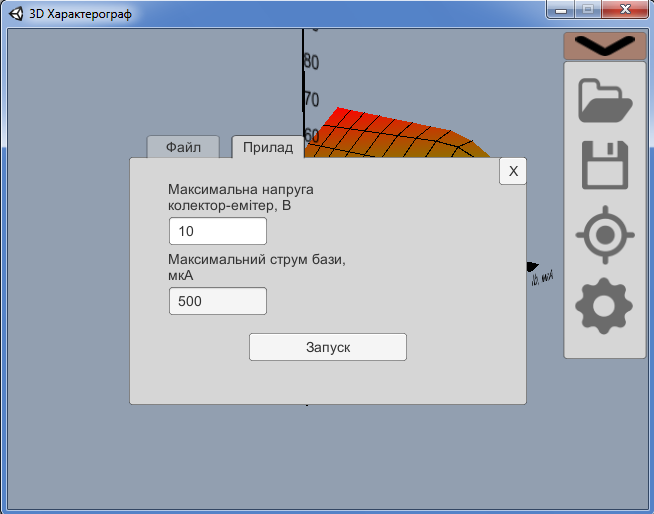 3D Характерограф
80
70
60
Файл
Прилад
X
Максимальна напруга
колектор-емітер, В
10
Максимальний струм бази,
мкА
500
Запуск